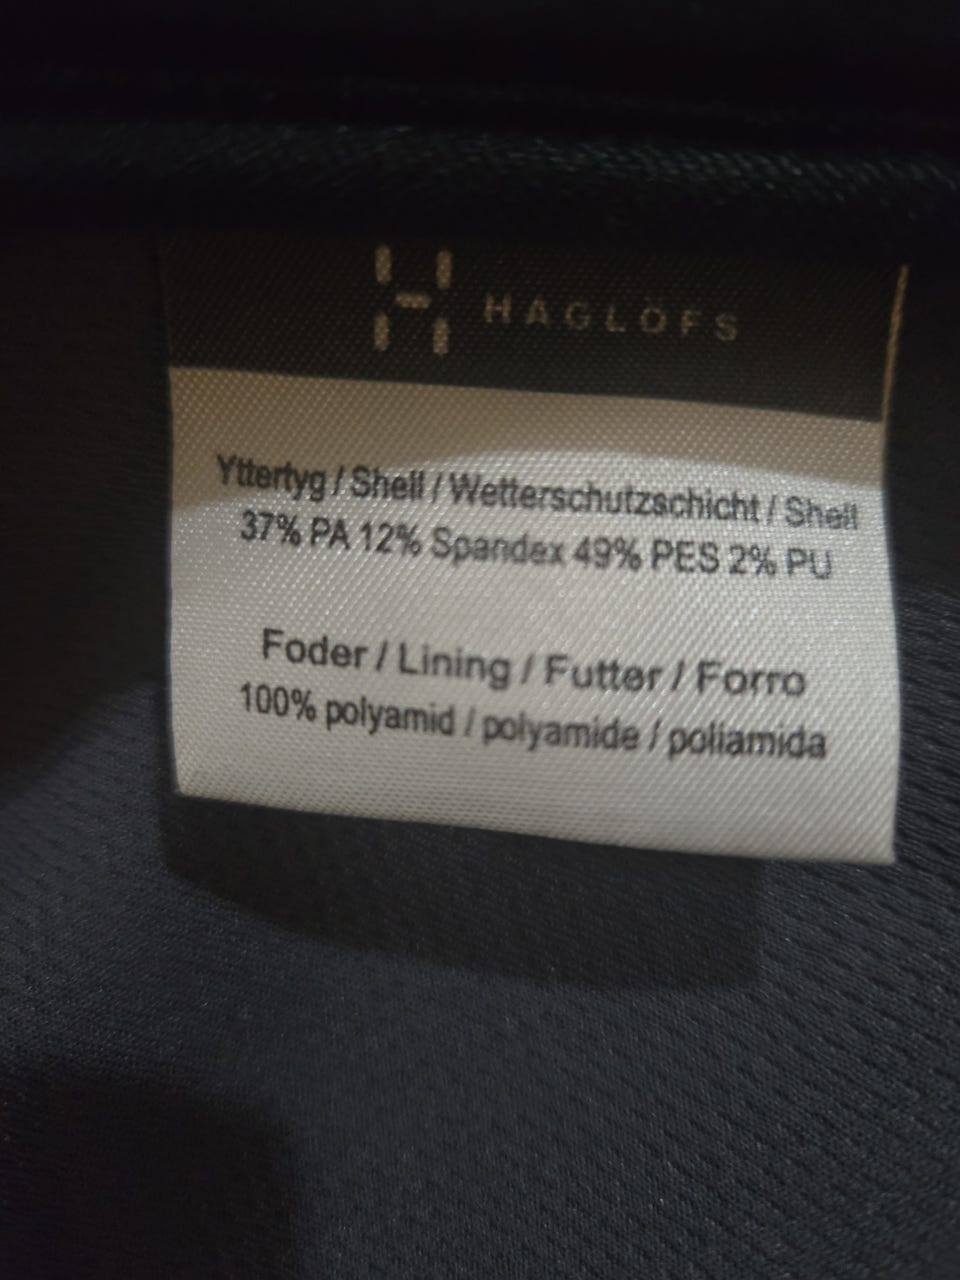 HAGLÖFS
Yttertyg / Shell / Wetterschutzschicht / Shell
37% PA 12% Spandex 49% PES 2% PU
Foder / Lining / Futter / Forro
100% polyamid / polyamide / poliamida